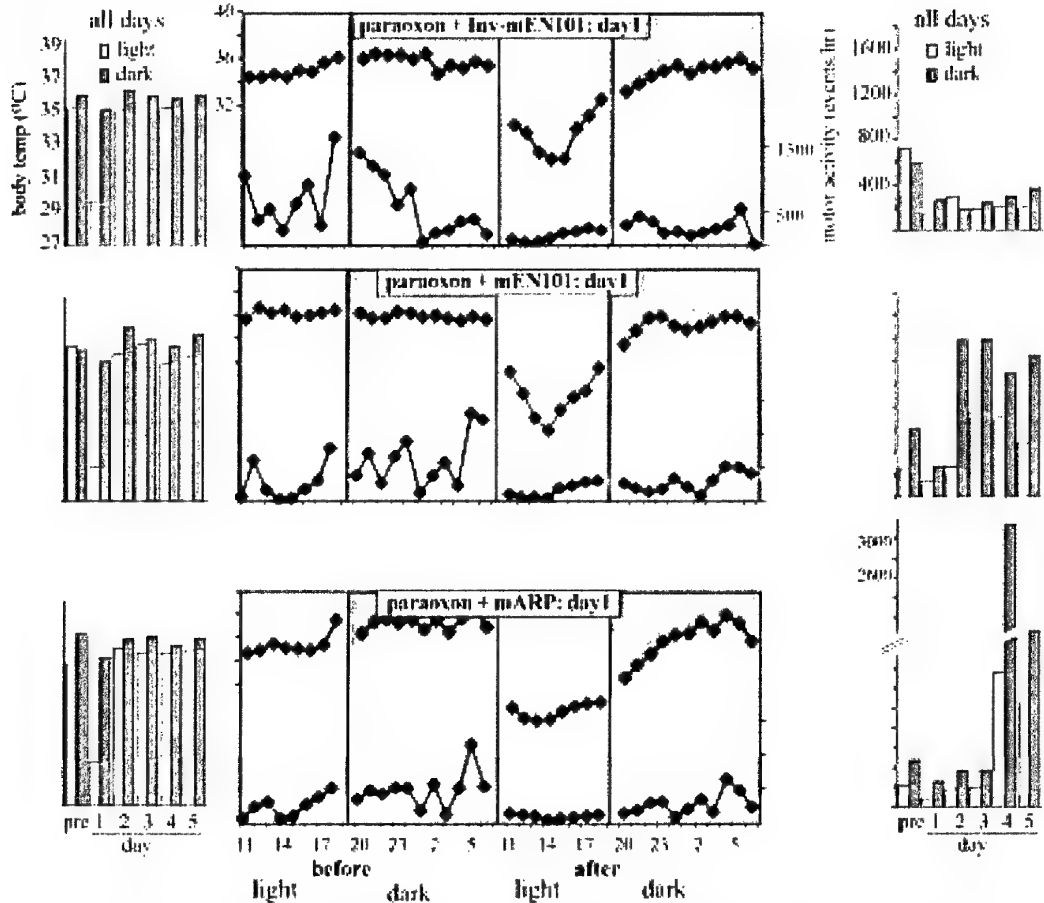 all days
light
dark
39
37
35
33
31
29
27
body temp (°C)
40
36
32
paraoxon + Inv-mEN101: day1
1500
500
motor activity (events/hr)
all days
light
dark
1600
1200
800
400
paraoxon + mEN101: day1
paraoxon + mARP: day1
3000
2600
pre 1 2 3 4 5
day
11 14 17 20 23 2 5 11 14 17 20 23 2 5
before after
light dark light dark
pre 1 2 3 4 5
day